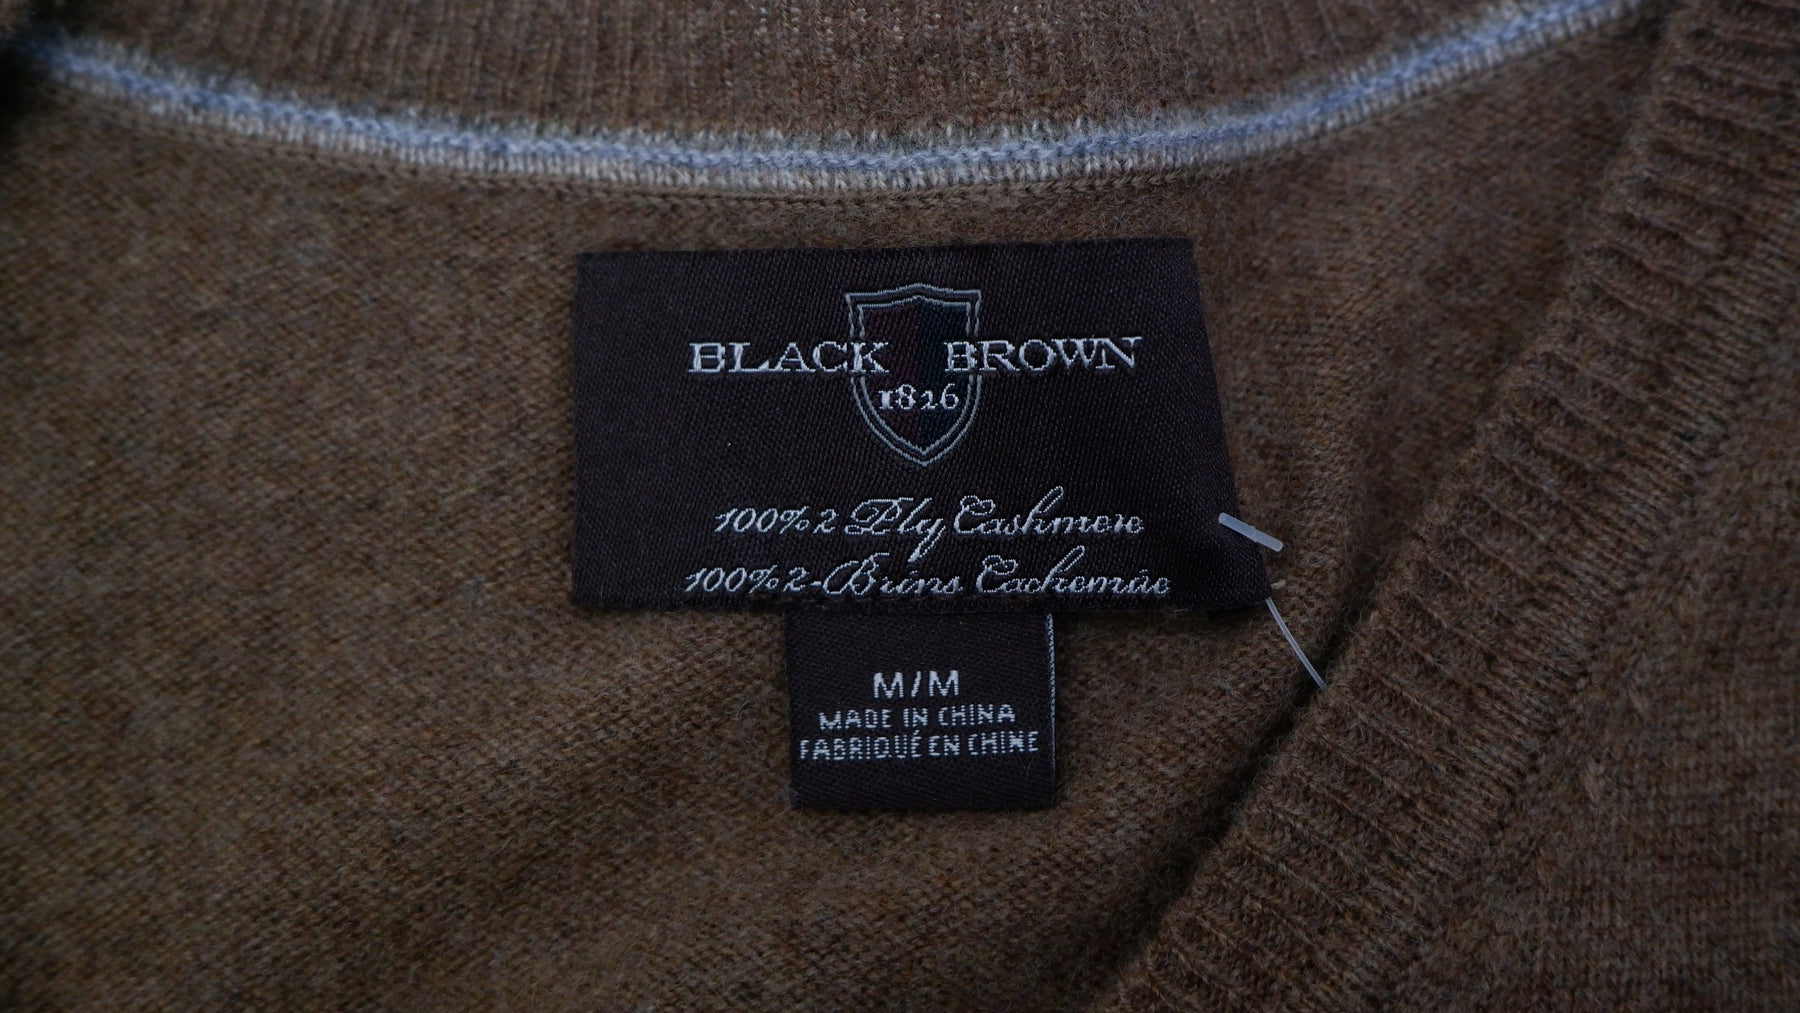 BLACK BROWN
1826
100% 2 Ply Cashmere
100% 2-Brins Cachemire
M/M
MADE IN CHINA
FABRIQUÉ EN CHINE